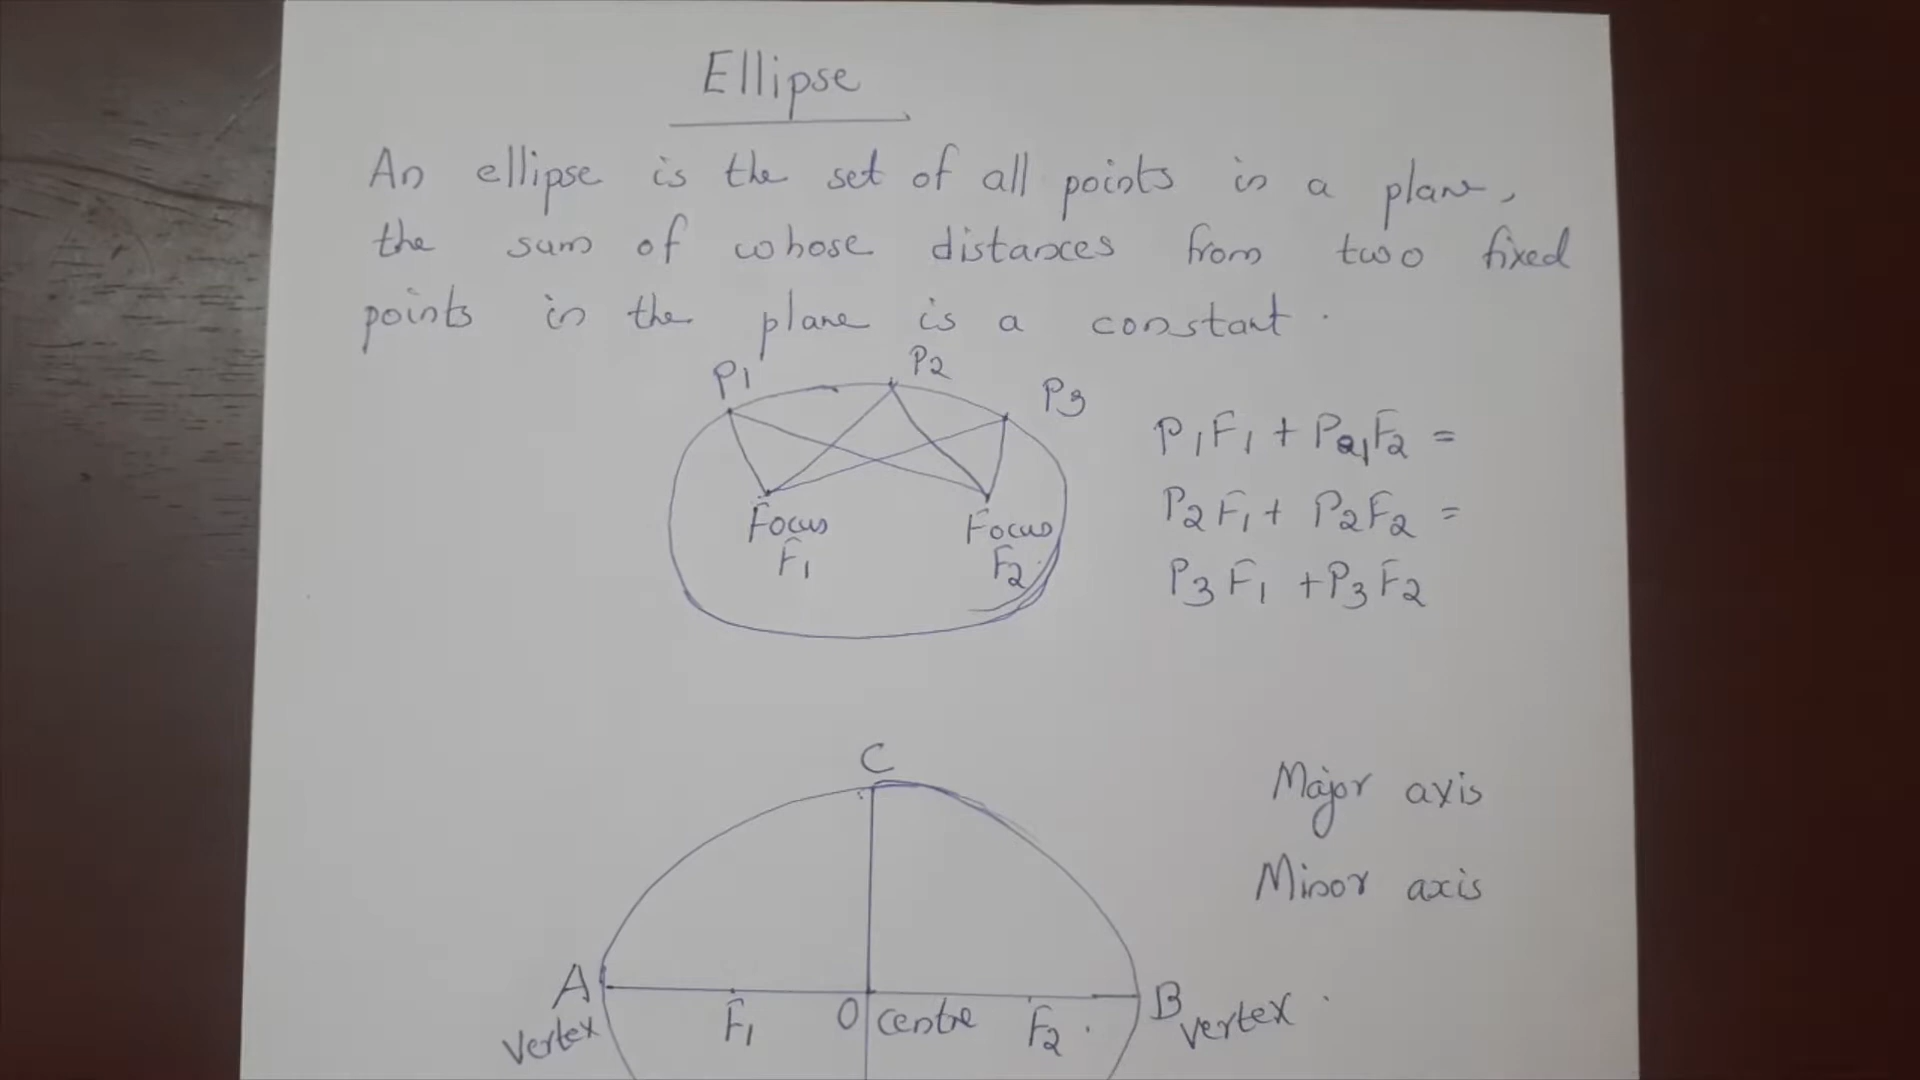 Ellipse
An ellipse is the set of all points in a plane,
the sum of whose distances from two fixed
points in the plane is a constant.
P1 P2 P3
P1F1 + P21F2 =
P2F1 + P2F2 =
P3F1 + P3F2
Focus Focus
F1 F2
C
Major axis
Minor axis
A B
vertex F1 O centre F2 vertex